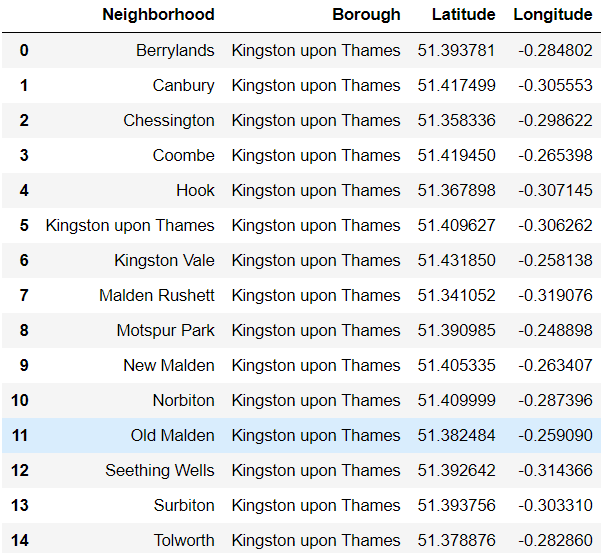 Neighborhood Borough Latitude Longitude
0 Berrylands Kingston upon Thames 51.393781 -0.284802
1 Canbury Kingston upon Thames 51.417499 -0.305553
2 Chessington Kingston upon Thames 51.358336 -0.298622
3 Coombe Kingston upon Thames 51.419450 -0.265398
4 Hook Kingston upon Thames 51.367898 -0.307145
5 Kingston upon Thames Kingston upon Thames 51.409627 -0.306262
6 Kingston Vale Kingston upon Thames 51.431850 -0.258138
7 Malden Rushett Kingston upon Thames 51.341052 -0.319076
8 Motspur Park Kingston upon Thames 51.390985 -0.248898
9 New Malden Kingston upon Thames 51.405335 -0.263407
10 Norbiton Kingston upon Thames 51.409999 -0.287396
11 Old Malden Kingston upon Thames 51.382484 -0.259090
12 Seething Wells Kingston upon Thames 51.392642 -0.314366
13 Surbiton Kingston upon Thames 51.393756 -0.303310
14 Tolworth Kingston upon Thames 51.378876 -0.282860